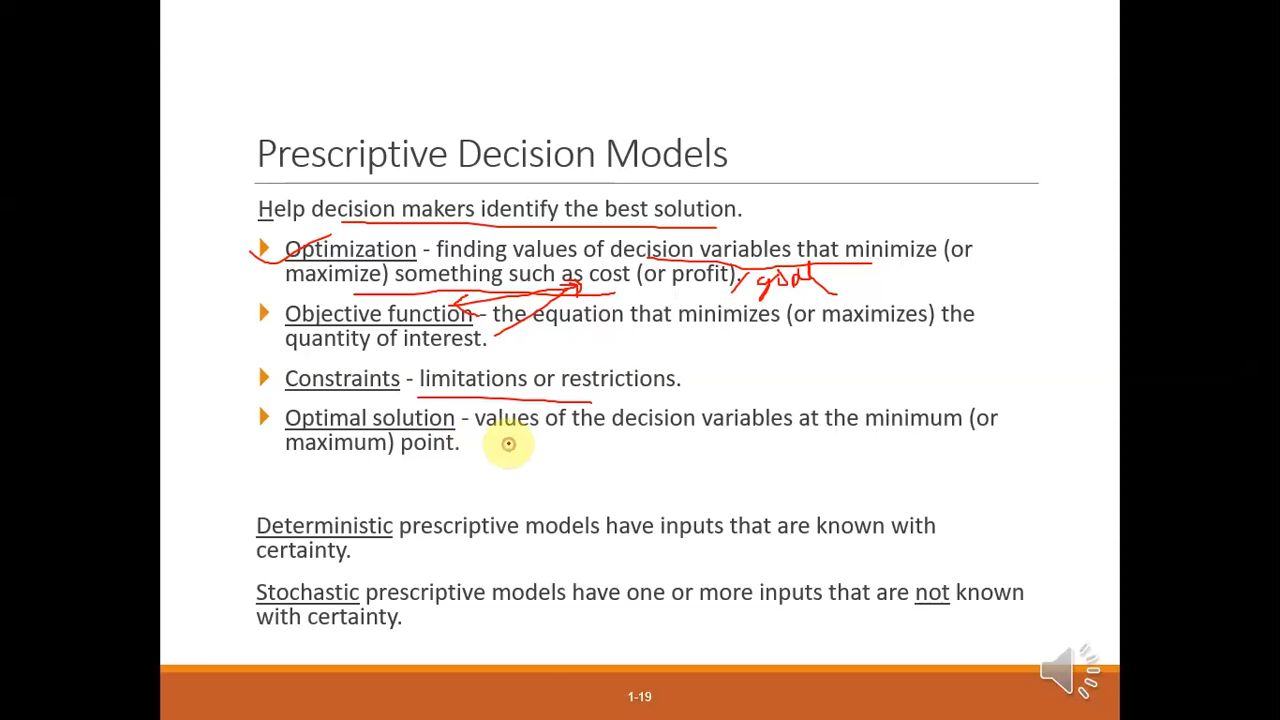 Prescriptive Decision Models
Help decision makers identify the best solution.
Optimization - finding values of decision variables that minimize (or
maximize) something such as cost (or profit).
goal
Objective function - the equation that minimizes (or maximizes) the
quantity of interest.
Constraints - limitations or restrictions.
Optimal solution - values of the decision variables at the minimum (or
maximum) point.
Deterministic prescriptive models have inputs that are known with
certainty.
Stochastic prescriptive models have one or more inputs that are not known
with certainty.
1-19